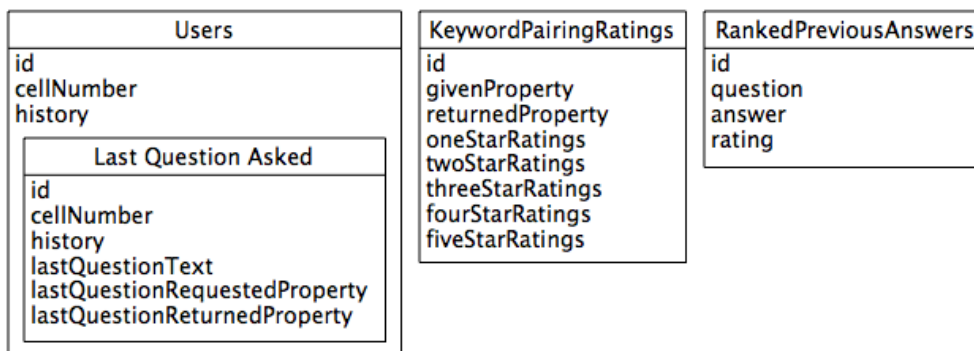 Users
id
cellNumber
history
Last Question Asked
id
cellNumber
history
lastQuestionText
lastQuestionRequestedProperty
lastQuestionReturnedProperty
KeywordPairingRatings
id
givenProperty
returnedProperty
oneStarRatings
twoStarRatings
threeStarRatings
fourStarRatings
fiveStarRatings
RankedPreviousAnswers
id
question
answer
rating